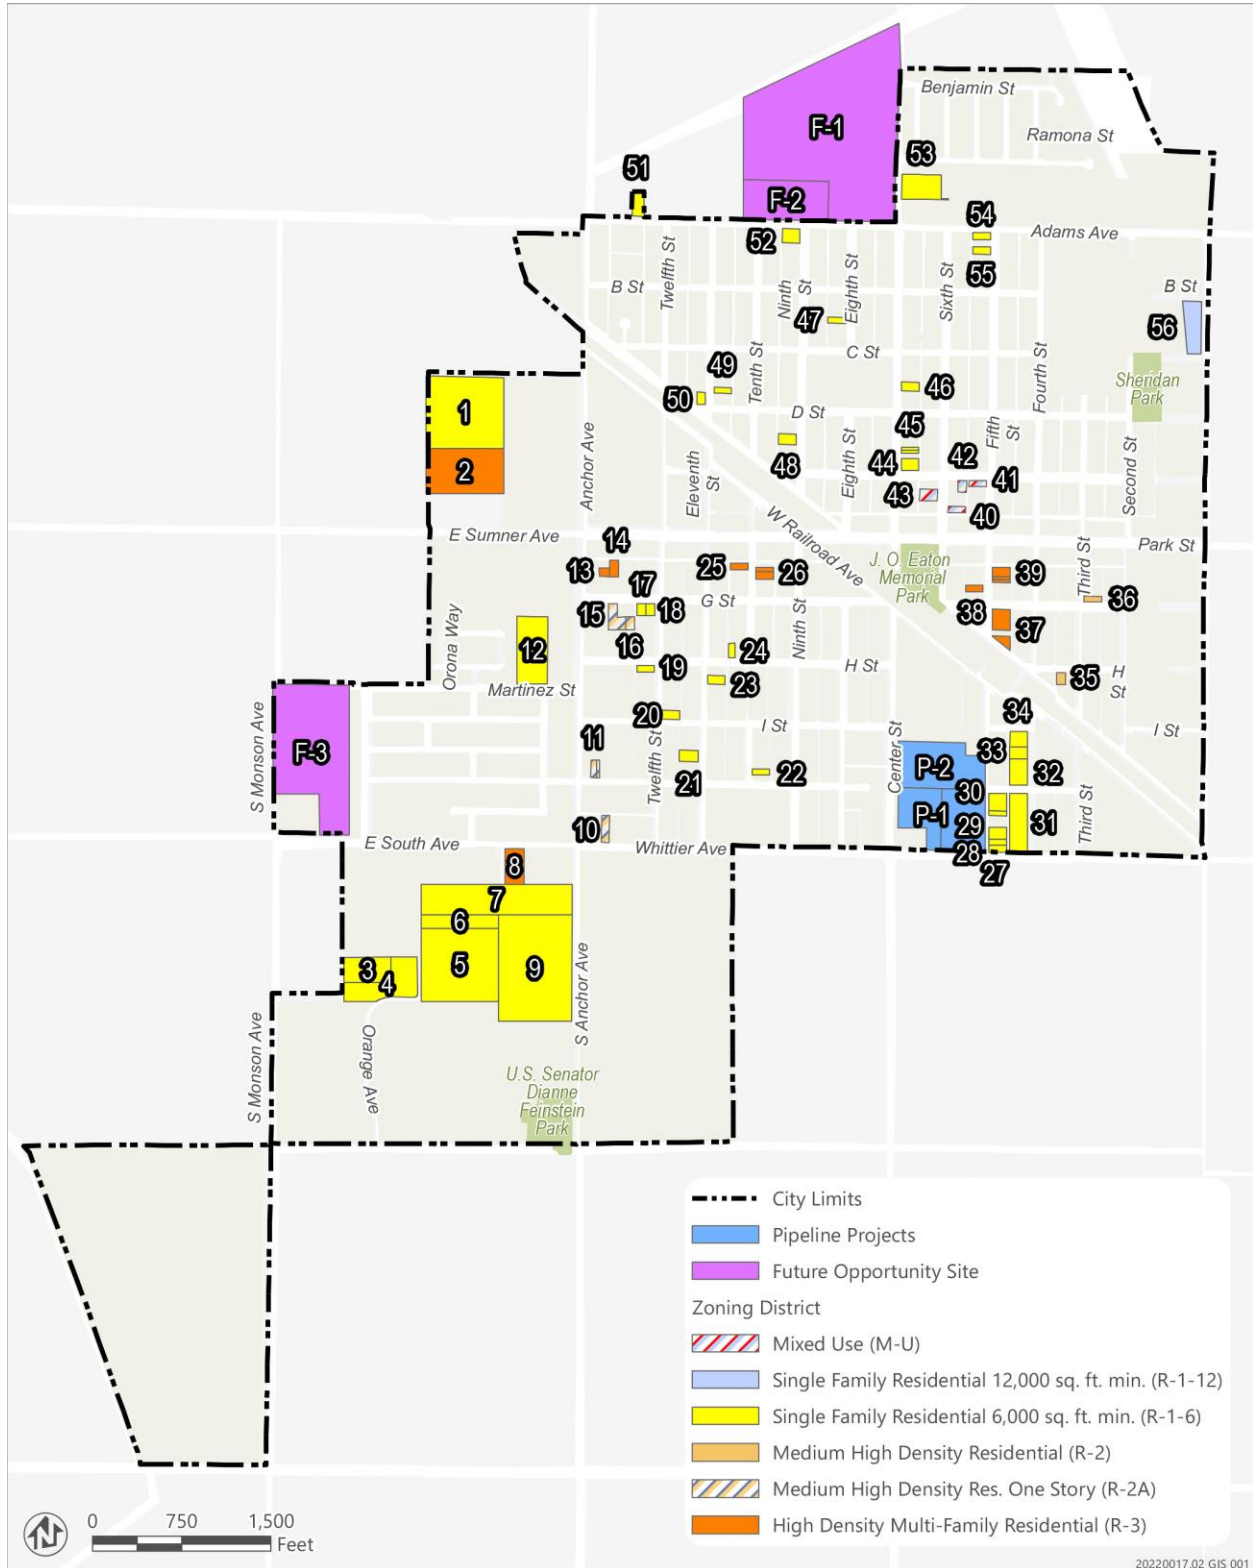 Benjamin St
F-1
Ramona St
53
51
F-2
54
Adams Ave
52
55
Twelfth St
Ninth St
Eighth St
Sixth St
B St
B St
47
56
Tenth St
C St
Fourth St
Sheridan
Park
49
46
50
1
D St
45
Fifth St
Second St
48
44
42
41
2
Anchor Ave
Eleventh St
Eighth St
43
40
E Sumner Ave
W Railroad Ave
Park St
14
J. O. Eaton
Memorial
Park
13
25
26
39
Third St
17
18
G St
38
36
15
16
Ninth St
37
12
Orona Way
24
H St
19
35
H St
Martinez St
23
20
I St
34
I St
S Monson Ave
F-3
11
Twelfth St
Center St
33
P-2
21
22
32
30
Third St
10
P-1
29
31
E South Ave
Whittier Ave
28
27
8
7
6
3
5
9
4
S Anchor Ave
S Monson Ave
Orange Ave
U.S. Senator
Dianne
Feinstein
Park
City Limits
Pipeline Projects
Future Opportunity Site
Zoning District
Mixed Use (M-U)
Single Family Residential 12,000 sq. ft. min. (R-1-12)
Single Family Residential 6,000 sq. ft. min. (R-1-6)
Medium High Density Residential (R-2)
Medium High Density Res. One Story (R-2A)
High Density Multi-Family Residential (R-3)
N
0 750 1,500
Feet
20220017.02 GIS 001